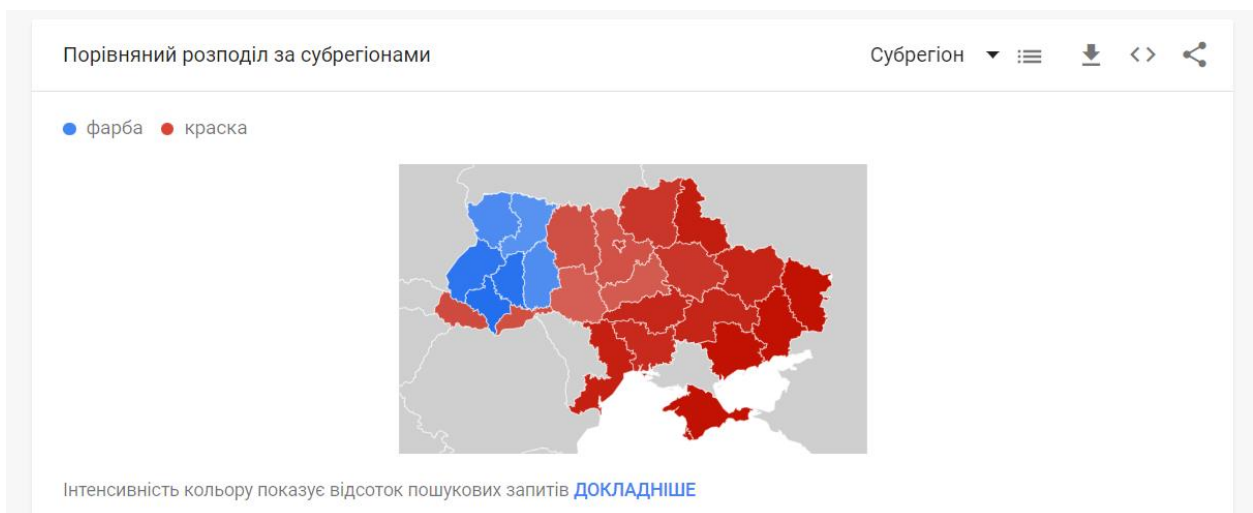 Порівняний розподіл за субрегіонами
Субрегіон
фарба краска
Інтенсивність кольору показує відсоток пошукових запитів ДОКЛАДНІШЕ